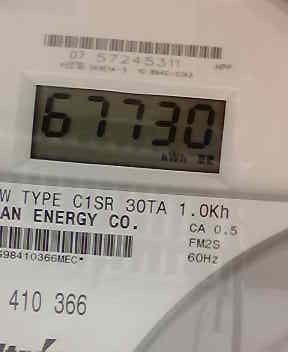 07 57245311
67730
kWh
W TYPE C1SR 30TA 1.0Kh
AN ENERGY CO.
CA 0.5
FM2S
60Hz
G98410366MEC*
410 366